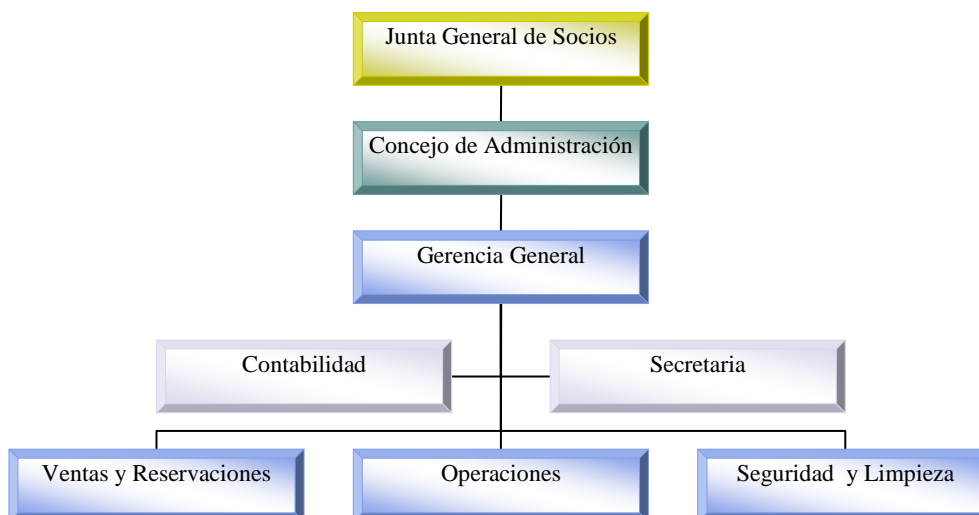 Junta General de Socios
Concejo de Administración
Gerencia General
Contabilidad
Secretaria
Ventas y Reservaciones
Operaciones
Seguridad y Limpieza